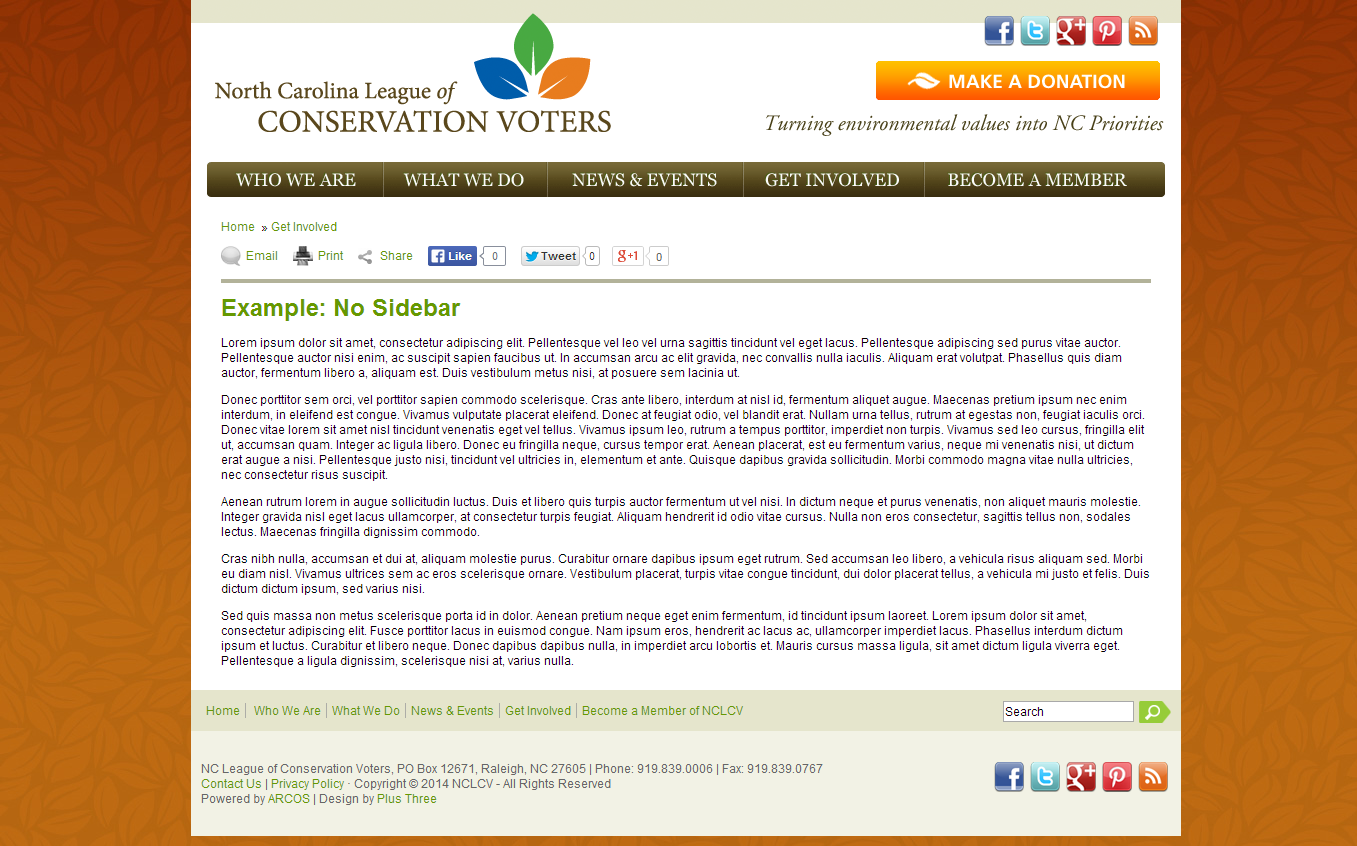 North Carolina League of
CONSERVATION VOTERS
MAKE A DONATION
Turning environmental values into NC Priorities
WHO WE ARE WHAT WE DO NEWS & EVENTS GET INVOLVED BECOME A MEMBER
Home » Get Involved
Email Print Share Like 0 Tweet 0 g+1 0
Example: No Sidebar
Lorem ipsum dolor sit amet, consectetur adipiscing elit. Pellentesque vel leo vel urna sagittis tincidunt vel eget lacus. Pellentesque adipiscing sed purus vitae auctor.
Pellentesque auctor nisi enim, ac suscipit sapien faucibus ut. In accumsan arcu ac elit gravida, nec convallis nulla iaculis. Aliquam erat volutpat. Phasellus quis diam
auctor, fermentum libero a, aliquam est. Duis vestibulum metus nisi, at posuere sem lacinia ut.
Donec porttitor sem orci, vel porttitor sapien commodo scelerisque. Cras ante libero, interdum at nisl id, fermentum aliquet augue. Maecenas pretium ipsum nec enim
interdum, in eleifend est congue. Vivamus vulputate placerat eleifend. Donec at feugiat odio, vel blandit erat. Nullam urna tellus, rutrum at egestas non, feugiat iaculis orci.
Donec vitae lorem sit amet nisl tincidunt venenatis eget vel tellus. Vivamus ipsum leo, rutrum a tempus porttitor, imperdiet non turpis. Vivamus sed leo cursus, fringilla elit
ut, accumsan quam. Integer ac ligula libero. Donec eu fringilla neque, cursus tempor erat. Aenean placerat, est eu fermentum varius, neque mi venenatis nisi, ut dictum
erat augue a nisi. Pellentesque justo nisi, tincidunt vel ultricies in, elementum et ante. Quisque dapibus gravida sollicitudin. Morbi commodo magna vitae nulla ultricies,
nec consectetur risus suscipit.
Aenean rutrum lorem in augue sollicitudin luctus. Duis et libero quis turpis auctor fermentum ut vel nisi. In dictum neque et purus venenatis, non aliquet mauris molestie.
Integer gravida nisl eget lacus ullamcorper, at consectetur turpis feugiat. Aliquam hendrerit id odio vitae cursus. Nulla non eros consectetur, sagittis tellus non, sodales
lectus. Maecenas fringilla dignissim commodo.
Cras nibh nulla, accumsan et dui at, aliquam molestie purus. Curabitur ornare dapibus ipsum eget rutrum. Sed accumsan leo libero, a vehicula risus aliquam sed. Morbi
eu diam nisl. Vivamus ultrices sem ac eros scelerisque ornare. Vestibulum placerat, turpis vitae congue tincidunt, dui dolor placerat tellus, a vehicula mi justo et felis. Duis
dictum dictum ipsum, sed varius nisi.
Sed quis massa non metus scelerisque porta id in dolor. Aenean pretium neque eget enim fermentum, id tincidunt ipsum laoreet. Lorem ipsum dolor sit amet,
consectetur adipiscing elit. Fusce porttitor lacus in euismod congue. Nam ipsum eros, hendrerit ac lacus ac, ullamcorper imperdiet lacus. Phasellus interdum dictum
ipsum et luctus. Curabitur et libero neque. Donec dapibus dapibus nulla, in imperdiet arcu lobortis et. Mauris cursus massa ligula, sit amet dictum ligula viverra eget.
Pellentesque a ligula dignissim, scelerisque nisi at, varius nulla.
Home | Who We Are | What We Do | News & Events | Get Involved | Become a Member of NCLCV Search
NC League of Conservation Voters, PO Box 12671, Raleigh, NC 27605 | Phone: 919.839.0006 | Fax: 919.839.0767
Contact Us | Privacy Policy · Copyright © 2014 NCLCV - All Rights Reserved
Powered by ARCOS | Design by Plus Three